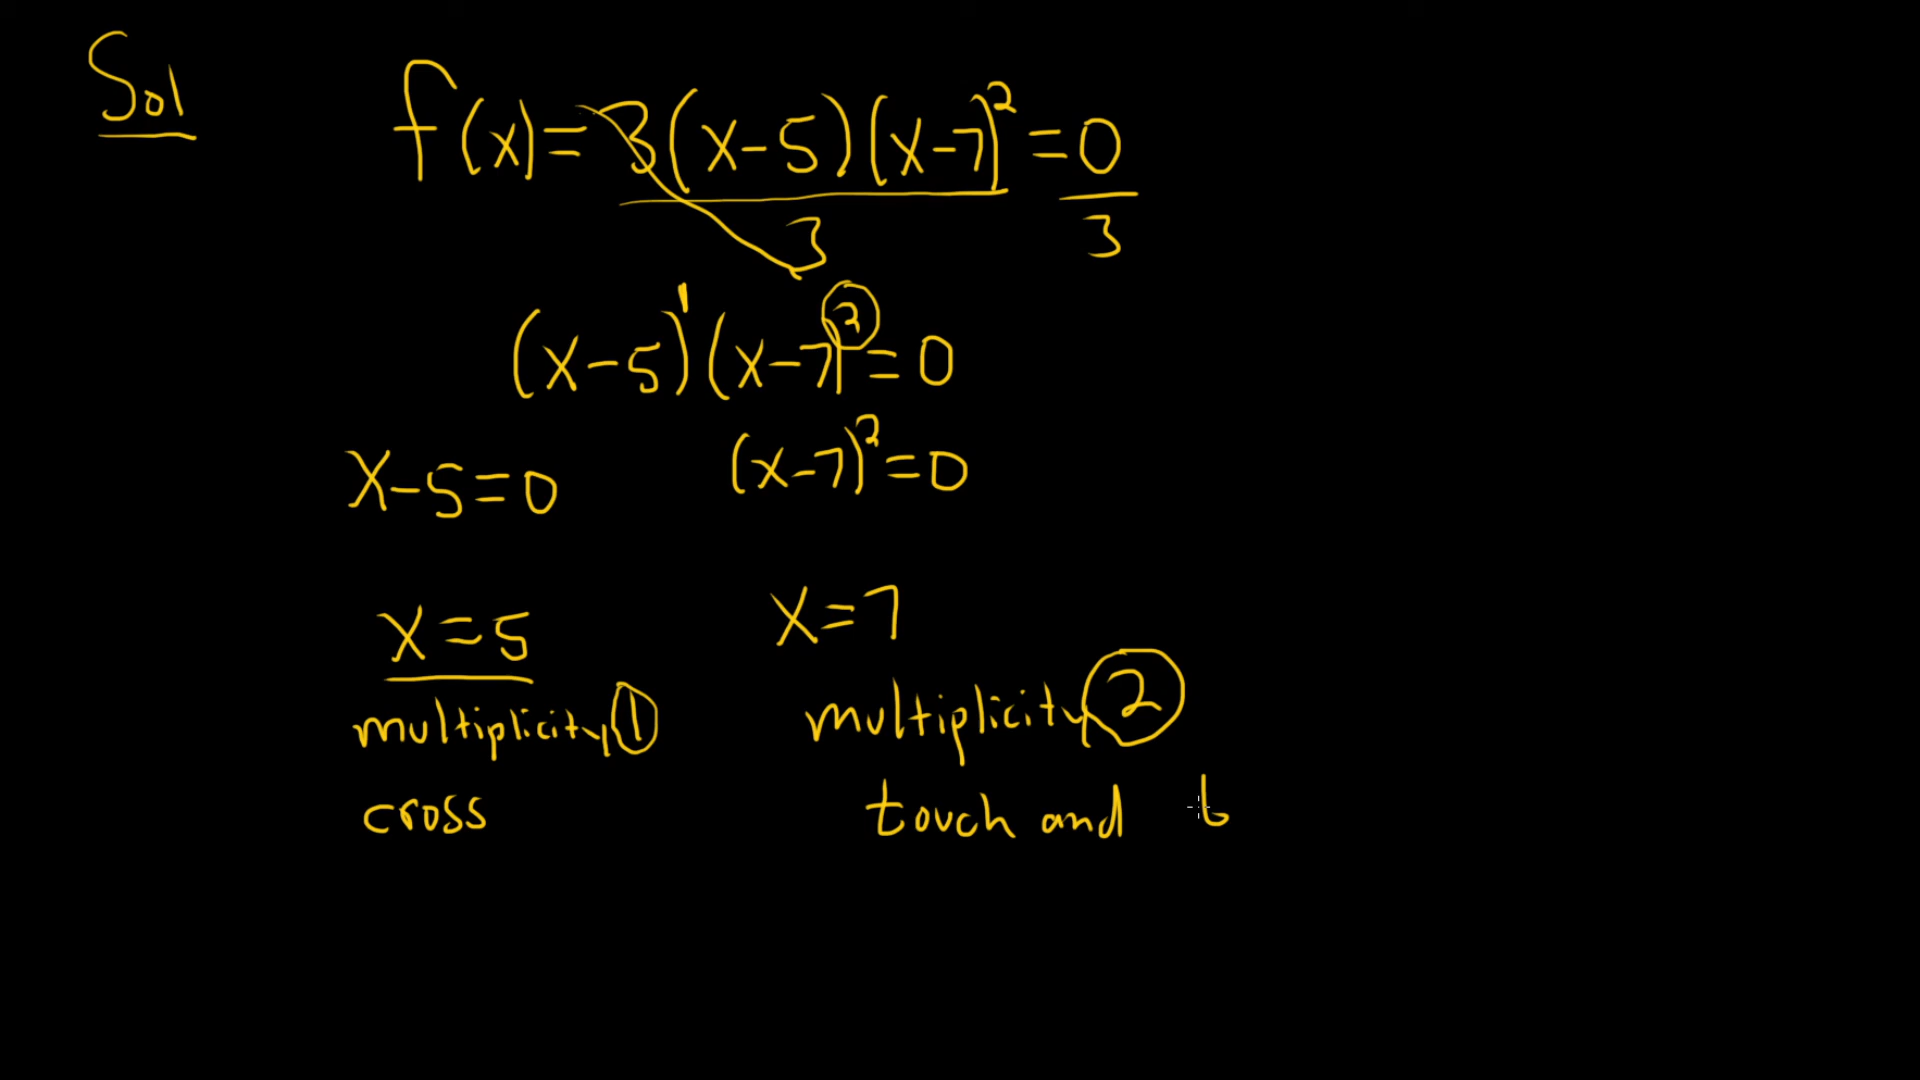 Sol
f(x)=3(x-5)(x-7)²=0
3 3
(x-5)¹(x-7)²=0
x-5=0 (x-7)²=0
x=5 x=7
multiplicity 1 multiplicity 2
cross touch and t